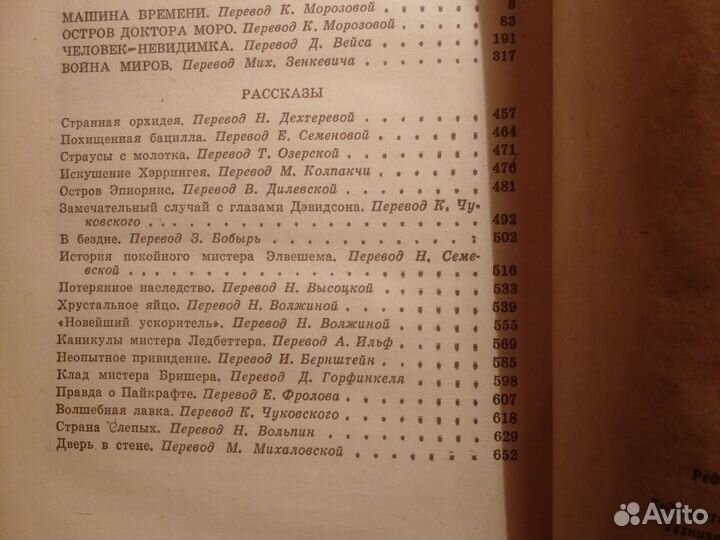 МАШИНА ВРЕМЕНИ. Перевод К. Морозовой . . . . . 3
ОСТРОВ ДОКТОРА МОРО. Перевод К. Морозовой . . 83
ЧЕЛОВЕК-НЕВИДИМКА. Перевод Д. Вейса . . . . 191
ВОЙНА МИРОВ. Перевод Мих. Зенкевича . . . . . 317
РАССКАЗЫ
Странная орхидея. Перевод Н. Дехтеревой . . . . . 457
Похищенная бацилла. Перевод Е. Семеновой . . . . 464
Страусы с молотка. Перевод Т. Озерской . . . . . 471
Искушение Хэррингея. Перевод М. Колпакчи . . . . 476
Остров Эпиорнис. Перевод В. Дилевской . . . . . 481
Замечательный случай с глазами Дэвидсона. Перевод К. Чу-
ковского . . . . . . . . . . . . . 492
В бездне. Перевод З. Бобырь . . . . . . . . 502
История покойного мистера Элвешема. Перевод Н. Семе-
вской . . . . . . . . . . . . . . 516
Потерянное наследство. Перевод Н. Высоцкой . . . . 533
Хрустальное яйцо. Перевод Н. Волжиной . . . . . 539
«Новейший ускоритель». Перевод Н. Волжиной . . . . 555
Каникулы мистера Ледбеттера. Перевод А. Ильф . . . 569
Неопытное привидение. Перевод И. Бернштейн . . . . 585
Клад мистера Бришера. Перевод Д. Горфинкеля . . . 598
Правда о Пайкрафте. Перевод Е. Фролова . . . . . 607
Волшебная лавка. Перевод К. Чуковского . . . . . 618
Страна Слепых. Перевод Н. Вольпин . . . . . . 629
Дверь в стене. Перевод М. Михаловской . . . . . 652
Avito